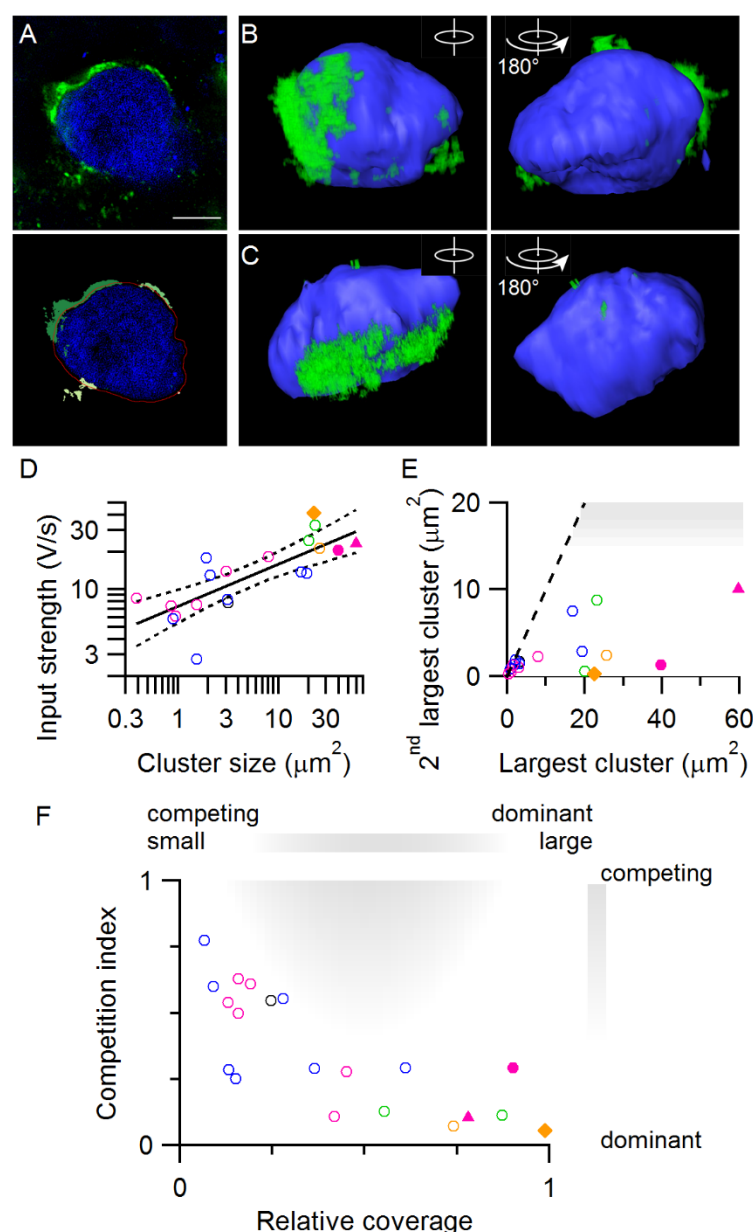 A
B
180°
C
180°
D
Input strength (V/s)
30
10
3
0.3
1
3
10
30
Cluster size (μm²)
E
2nd largest cluster (μm²)
20
10
0
0
20
40
60
Largest cluster (μm²)
F
competing
small
dominant
large
competing
dominant
Competition index
1
0
0
1
Relative coverage